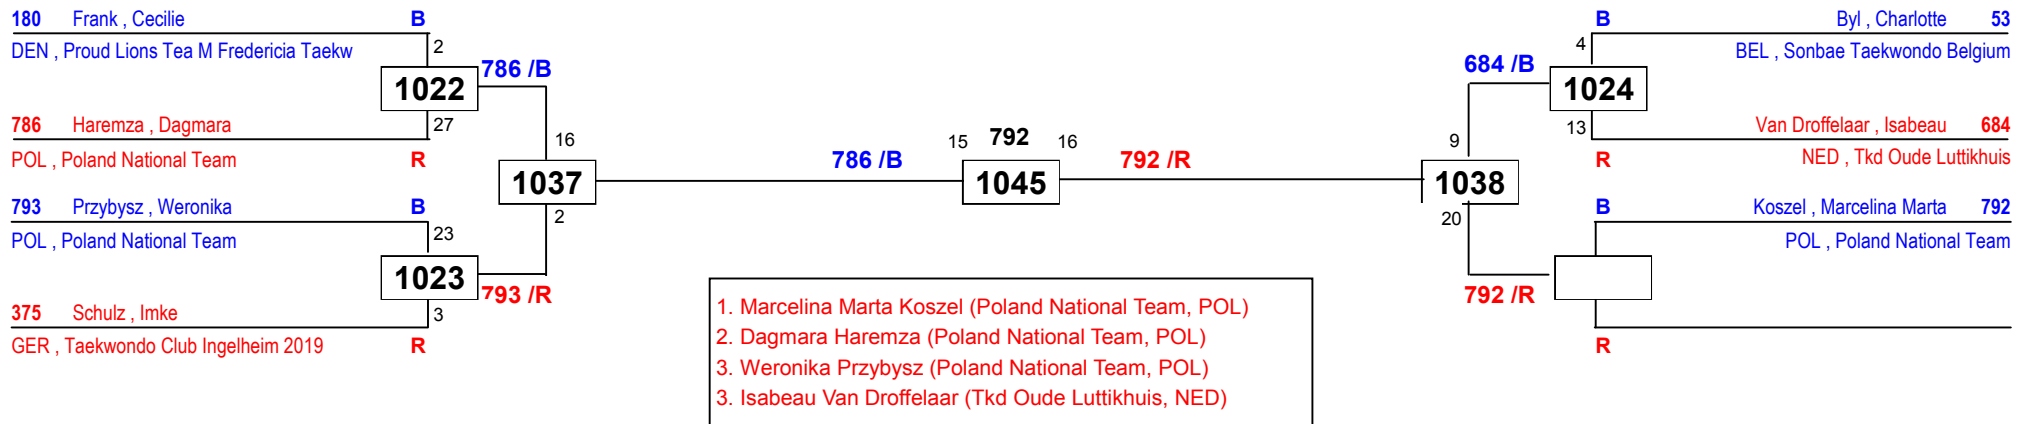 180 Frank , Cecilie B
2
DEN , Proud Lions Tea M Fredericia Taekw
786 /B
1022
786 Haremza , Dagmara
27
POL , Poland National Team R
16
1037
786 /B
793 Przybysz , Weronika B
2
POL , Poland National Team
23
1023
793 /R
375 Schulz , Imke
3
GER , Taekwondo Club Ingelheim 2019 R
15 792 16
1045
792 /R
B Byl , Charlotte 53
4
BEL , Sonbae Taekwondo Belgium
684 /B
1024
13 Van Droffelaar , Isabeau 684
R NED , Tkd Oude Luttikhuis
9
1038
20
B Koszel , Marcelina Marta 792
POL , Poland National Team
792 /R
R
1. Marcelina Marta Koszel (Poland National Team, POL)
2. Dagmara Haremza (Poland National Team, POL)
3. Weronika Przybysz (Poland National Team, POL)
3. Isabeau Van Droffelaar (Tkd Oude Luttikhuis, NED)